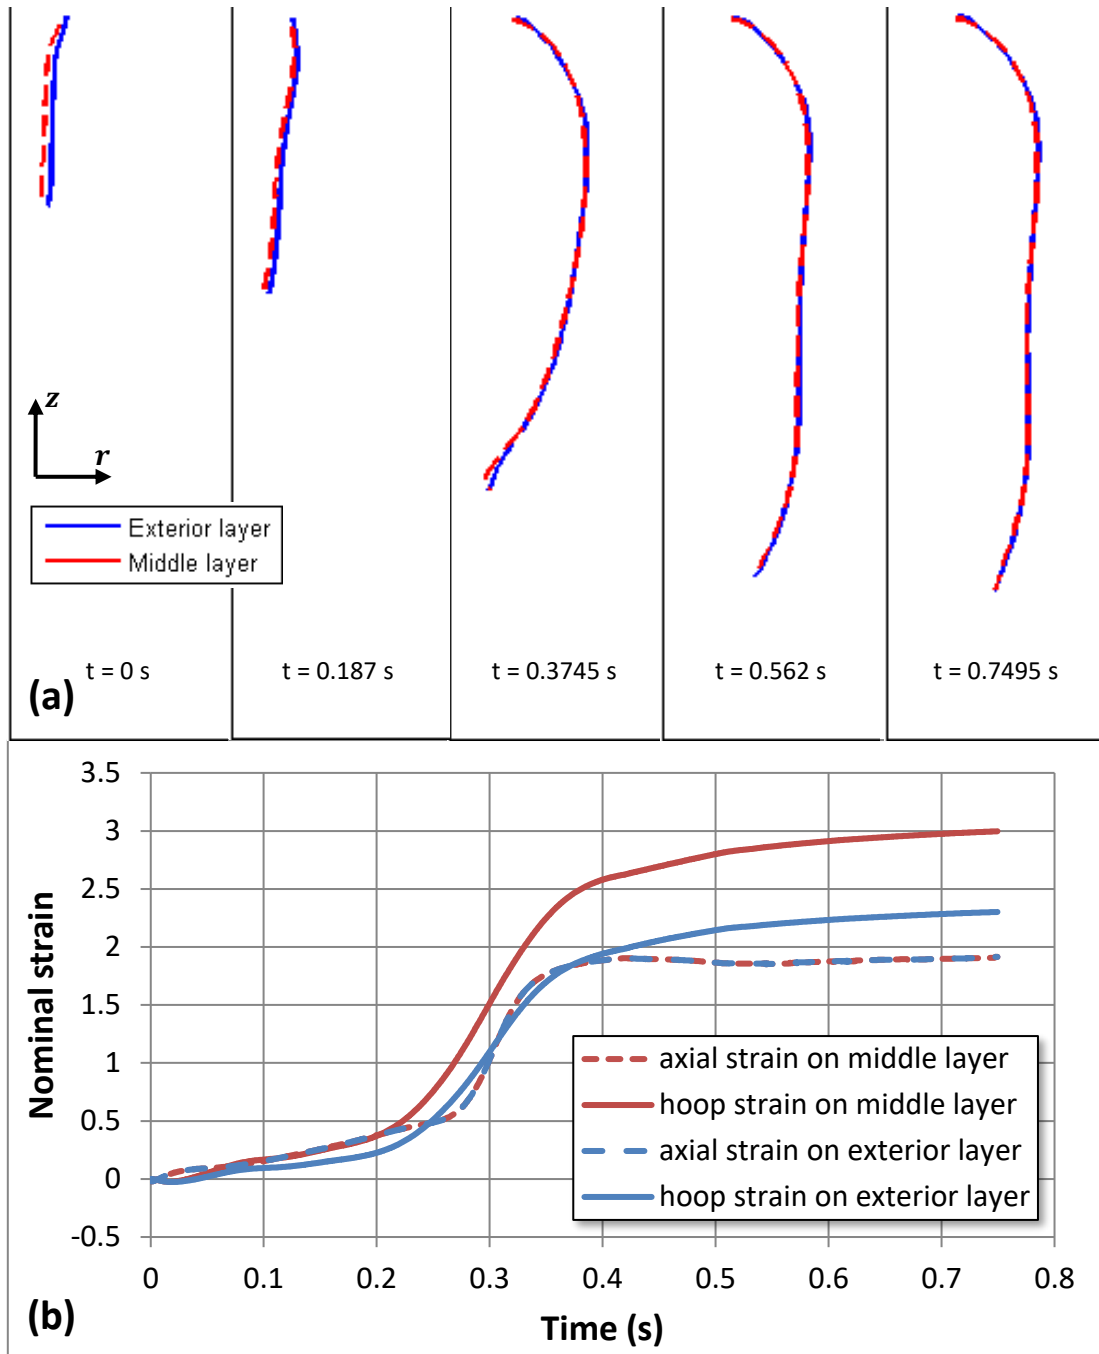 z
r
Exterior layer
Middle layer
t = 0 s
t = 0.187 s
t = 0.3745 s
t = 0.562 s
t = 0.7495 s
(a)
3.5
3
2.5
2
1.5
1
0.5
0
-0.5
Nominal strain
axial strain on middle layer
hoop strain on middle layer
axial strain on exterior layer
hoop strain on exterior layer
0
0.1
0.2
0.3
0.4
0.5
0.6
0.7
0.8
(b)
Time (s)